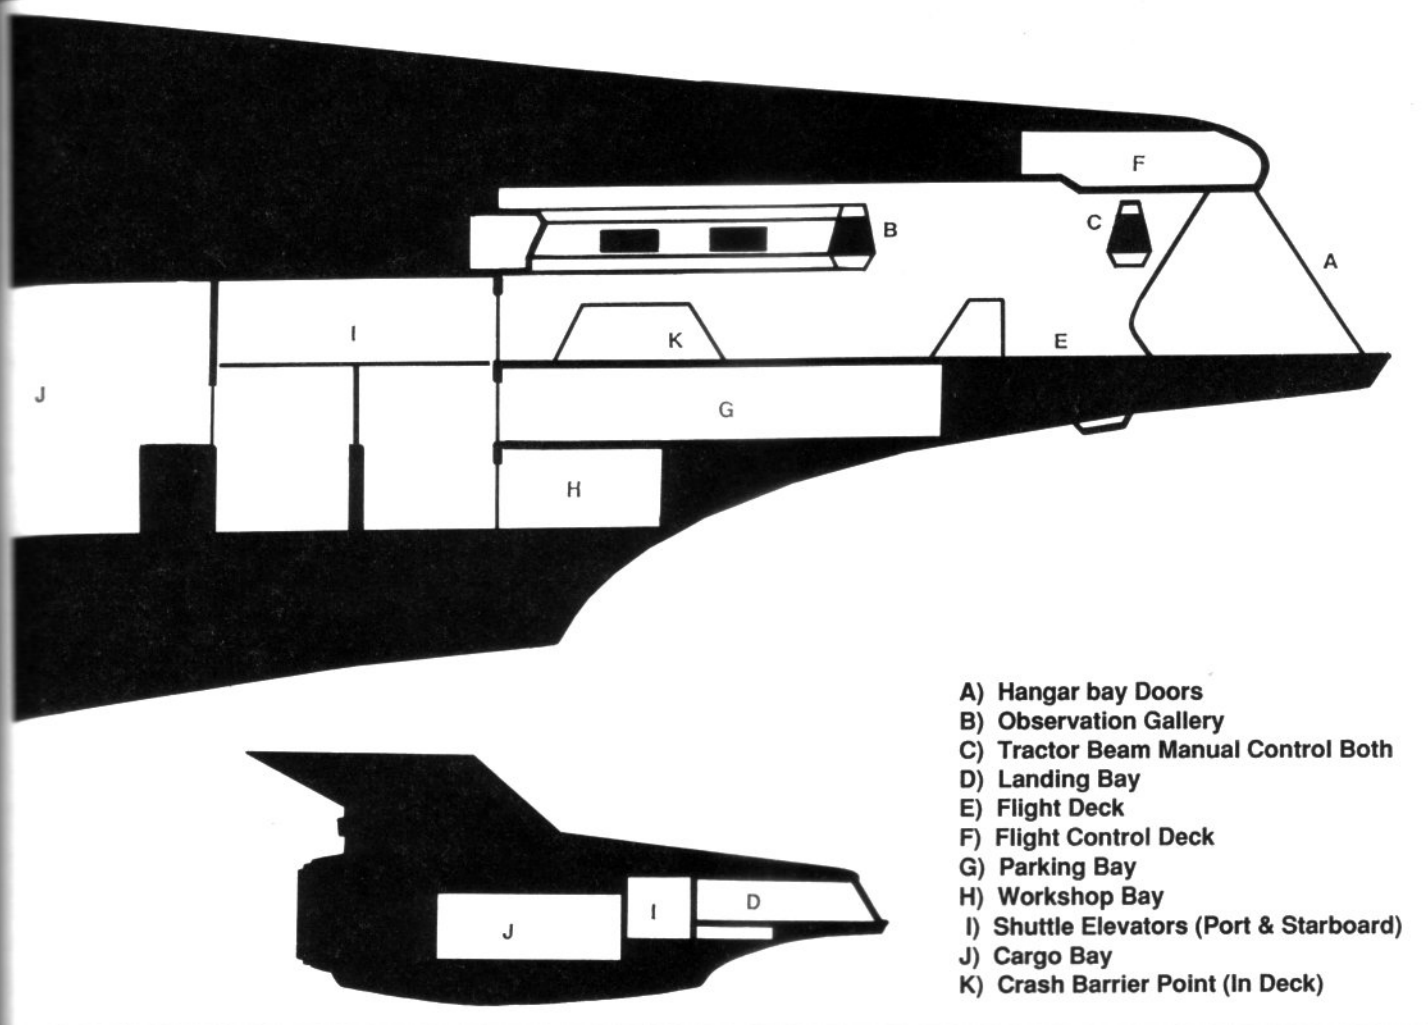 F
B
C
A
I
K
E
J
G
H
A) Hangar bay Doors
B) Observation Gallery
C) Tractor Beam Manual Control Both
D) Landing Bay
E) Flight Deck
F) Flight Control Deck
G) Parking Bay
H) Workshop Bay
I) Shuttle Elevators (Port & Starboard)
J) Cargo Bay
K) Crash Barrier Point (In Deck)
D
I
J